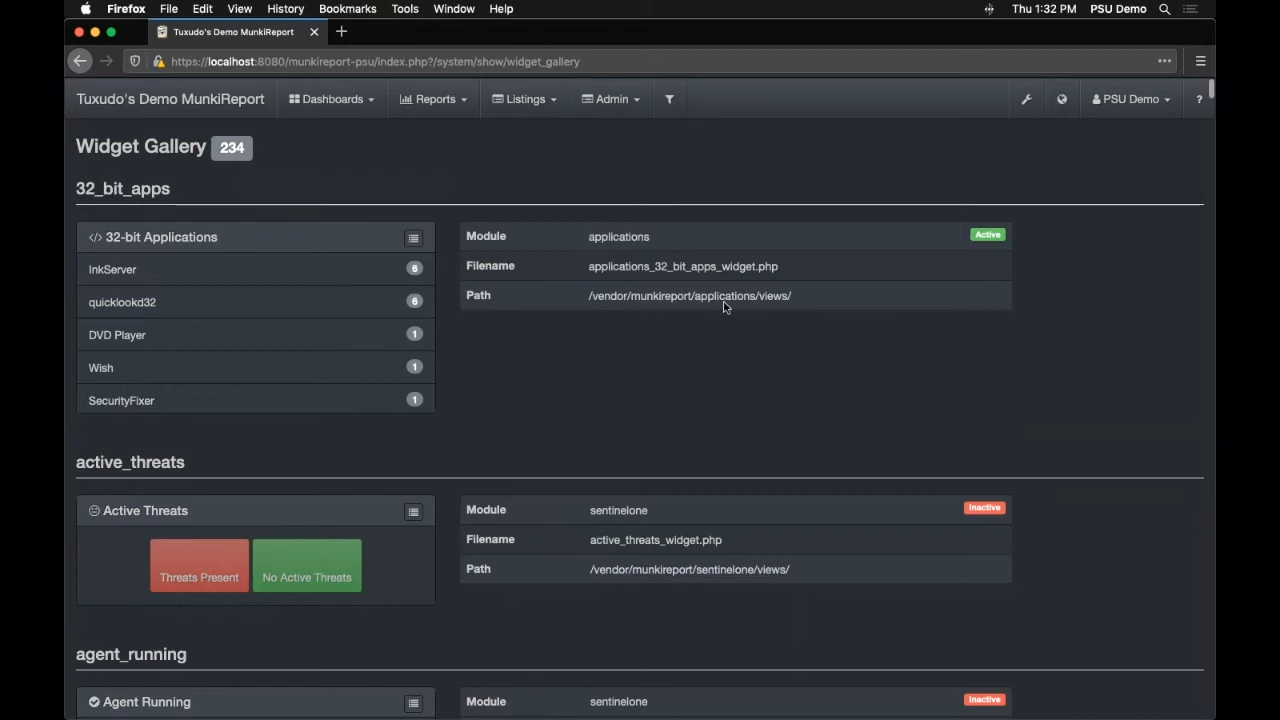 Firefox File Edit View History Bookmarks Tools Window Help Thu 1:32 PM PSU Demo
Tuxudo's Demo MunkiReport
https://localhost:8080/munkireport-psu/index.php?/system/show/widget_gallery
Tuxudo's Demo MunkiReport Dashboards Reports Listings Admin PSU Demo ?
Widget Gallery 234
32_bit_apps
</> 32-bit Applications
InkServer 6
quicklookd32 6
DVD Player 1
Wish 1
SecurityFixer 1
Module applications Active
Filename applications_32_bit_apps_widget.php
Path /vendor/munkireport/applications/views/
active_threats
Active Threats
Threats Present No Active Threats
Module sentinelone Inactive
Filename active_threats_widget.php
Path /vendor/munkireport/sentinelone/views/
agent_running
Agent Running
Module sentinelone Inactive